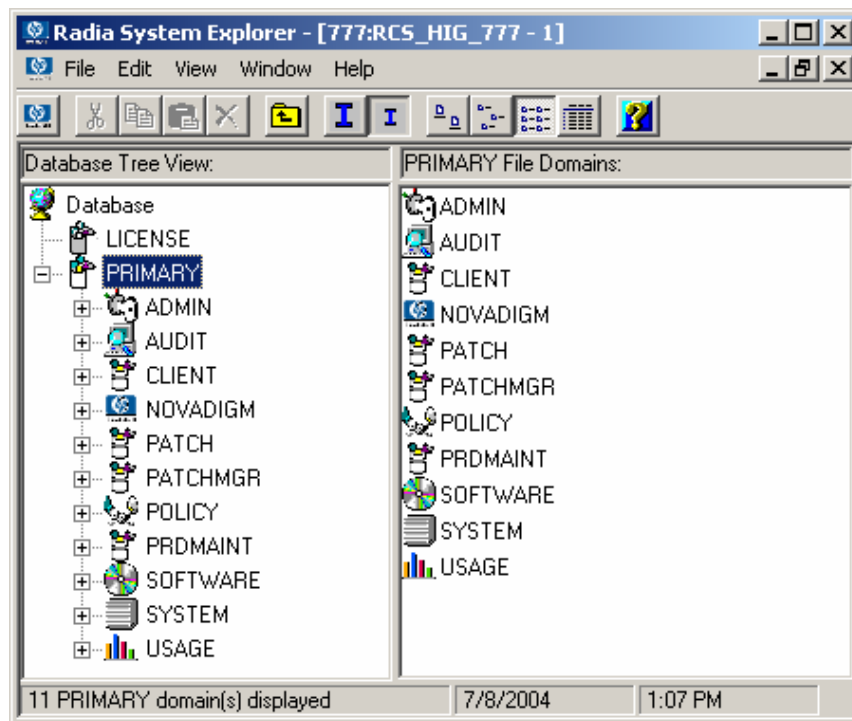 Radia System Explorer - [777:RCS_HIG_777 - 1]
File Edit View Window Help
Database Tree View:
Database
LICENSE
PRIMARY
ADMIN
AUDIT
CLIENT
NOVADIGM
PATCH
PATCHMGR
POLICY
PRDMAINT
SOFTWARE
SYSTEM
USAGE
PRIMARY File Domains:
ADMIN
AUDIT
CLIENT
NOVADIGM
PATCH
PATCHMGR
POLICY
PRDMAINT
SOFTWARE
SYSTEM
USAGE
11 PRIMARY domain(s) displayed 7/8/2004 1:07 PM